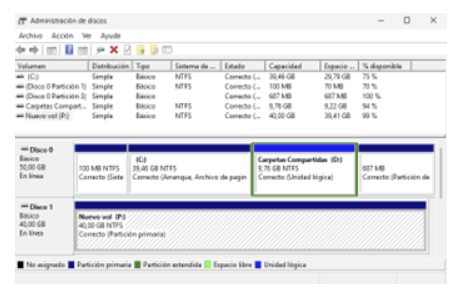 Administración de discos
Archivo Acción Ver Ayuda
Volumen Distribución Tipo Sistema de ... Estado Capacidad Espacio ... % disponible
(C:) Simple Básico NTFS Correcto (... 39,46 GB 29,79 GB 75 %
(Disco 0 Partición 1) Simple Básico NTFS Correcto (... 100 MB 70 MB 70 %
(Disco 0 Partición Simple Básico Correcto (... 687 MB 687 MB 100 %
Carpetas Compart... Simple Básico NTFS Correcto (... 9,76 GB 9,22 GB 94 %
Nuevo vol (P:) Simple Básico NTFS Correcto (... 40,00 GB 39,41 GB 99 %
Disco 0
Básico
50,00 GB
En línea
100 MB NTFS
Correcto (Siste
(C:)
39,46 GB NTFS
Correcto (Arranque, Archivo de pagin
Carpetas Compartidas (D:)
9,76 GB NTFS
Correcto (Unidad lógica)
687 MB
Correcto (Partición de
Disco 1
Básico
40,00 GB
En línea
Nuevo vol (P:)
40,00 GB NTFS
Correcto (Partición primaria)
No asignado Partición primaria Partición extendida Espacio libre Unidad lógica